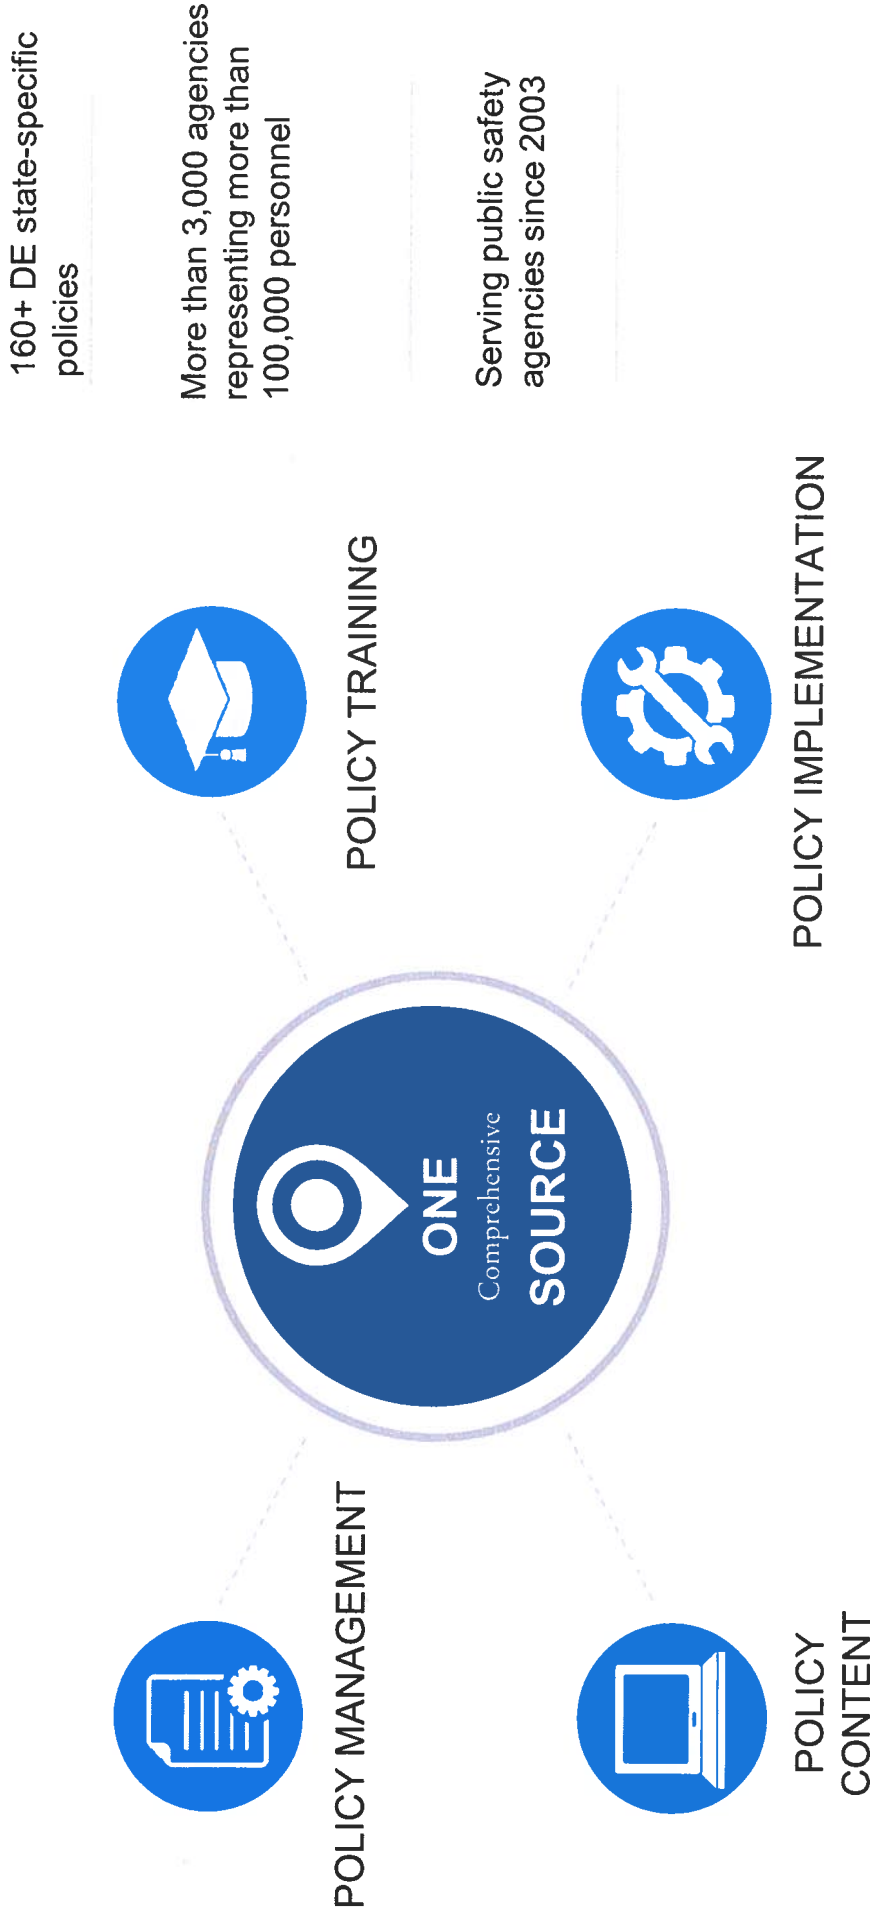 POLICY MANAGEMENT
POLICY
CONTENT
ONE
Comprehensive
SOURCE
POLICY TRAINING
POLICY IMPLEMENTATION
160+ DE state-specific
policies
More than 3,000 agencies
representing more than
100,000 personnel
Serving public safety
agencies since 2003